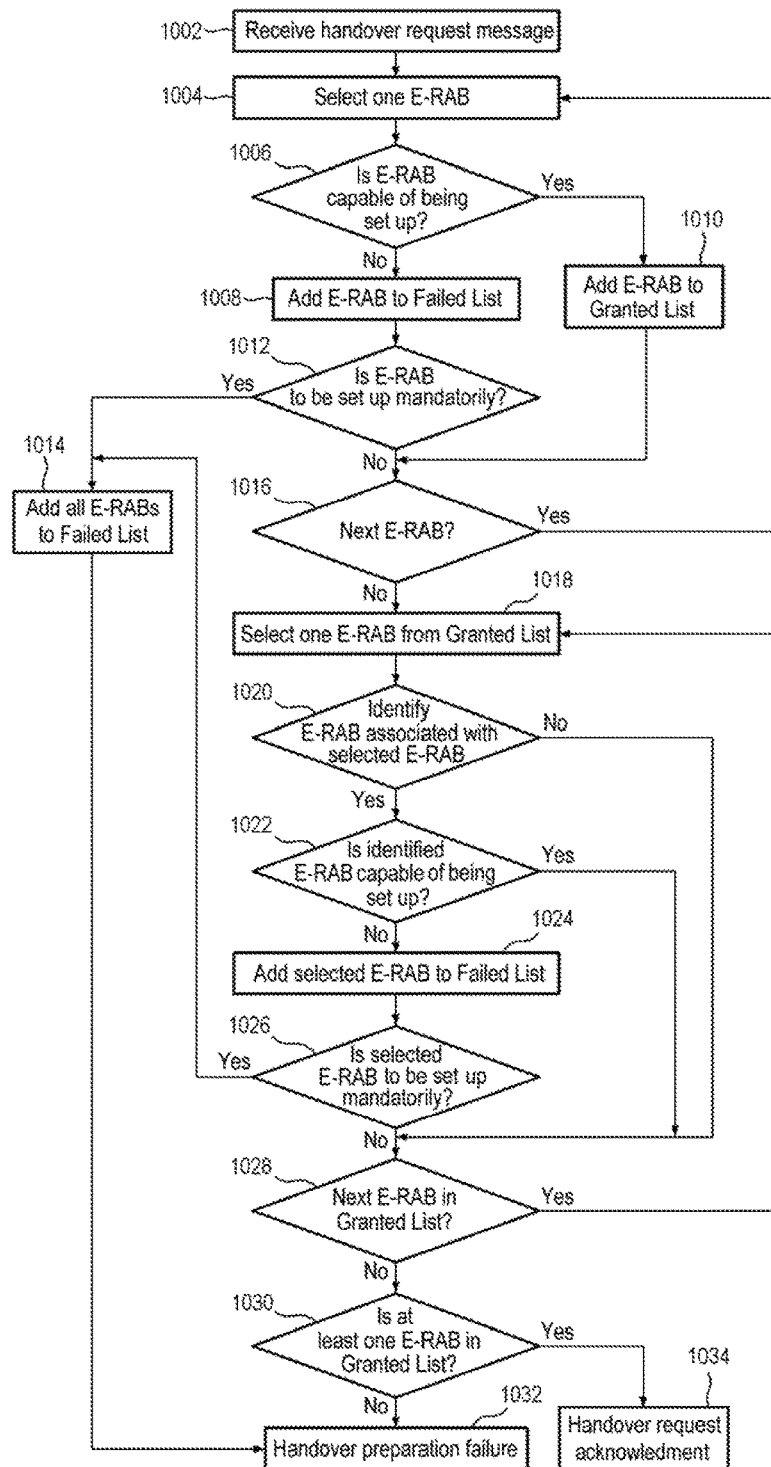 1002
Receive handover request message
1004
Select one E-RAB
1006
Is E-RAB
capable of being
set up?
Yes
No
1010
Add E-RAB to
Granted List
1008
Add E-RAB to Failed List
1012
Is E-RAB
to be set up mandatorily?
Yes
No
1014
Add all E-RABs
to Failed List
1016
Next E-RAB?
Yes
No
1018
Select one E-RAB from Granted List
1020
Identify
E-RAB associated with
selected E-RAB
No
Yes
1022
Is identified
E-RAB capable of being
set up?
Yes
No
1024
Add selected E-RAB to Failed List
1026
Is selected
E-RAB to be set up
mandatorily?
Yes
No
1028
Next E-RAB in
Granted List?
Yes
No
1030
Is at
least one E-RAB in
Granted List?
Yes
No
1032
Handover preparation failure
1034
Handover request
acknowledment